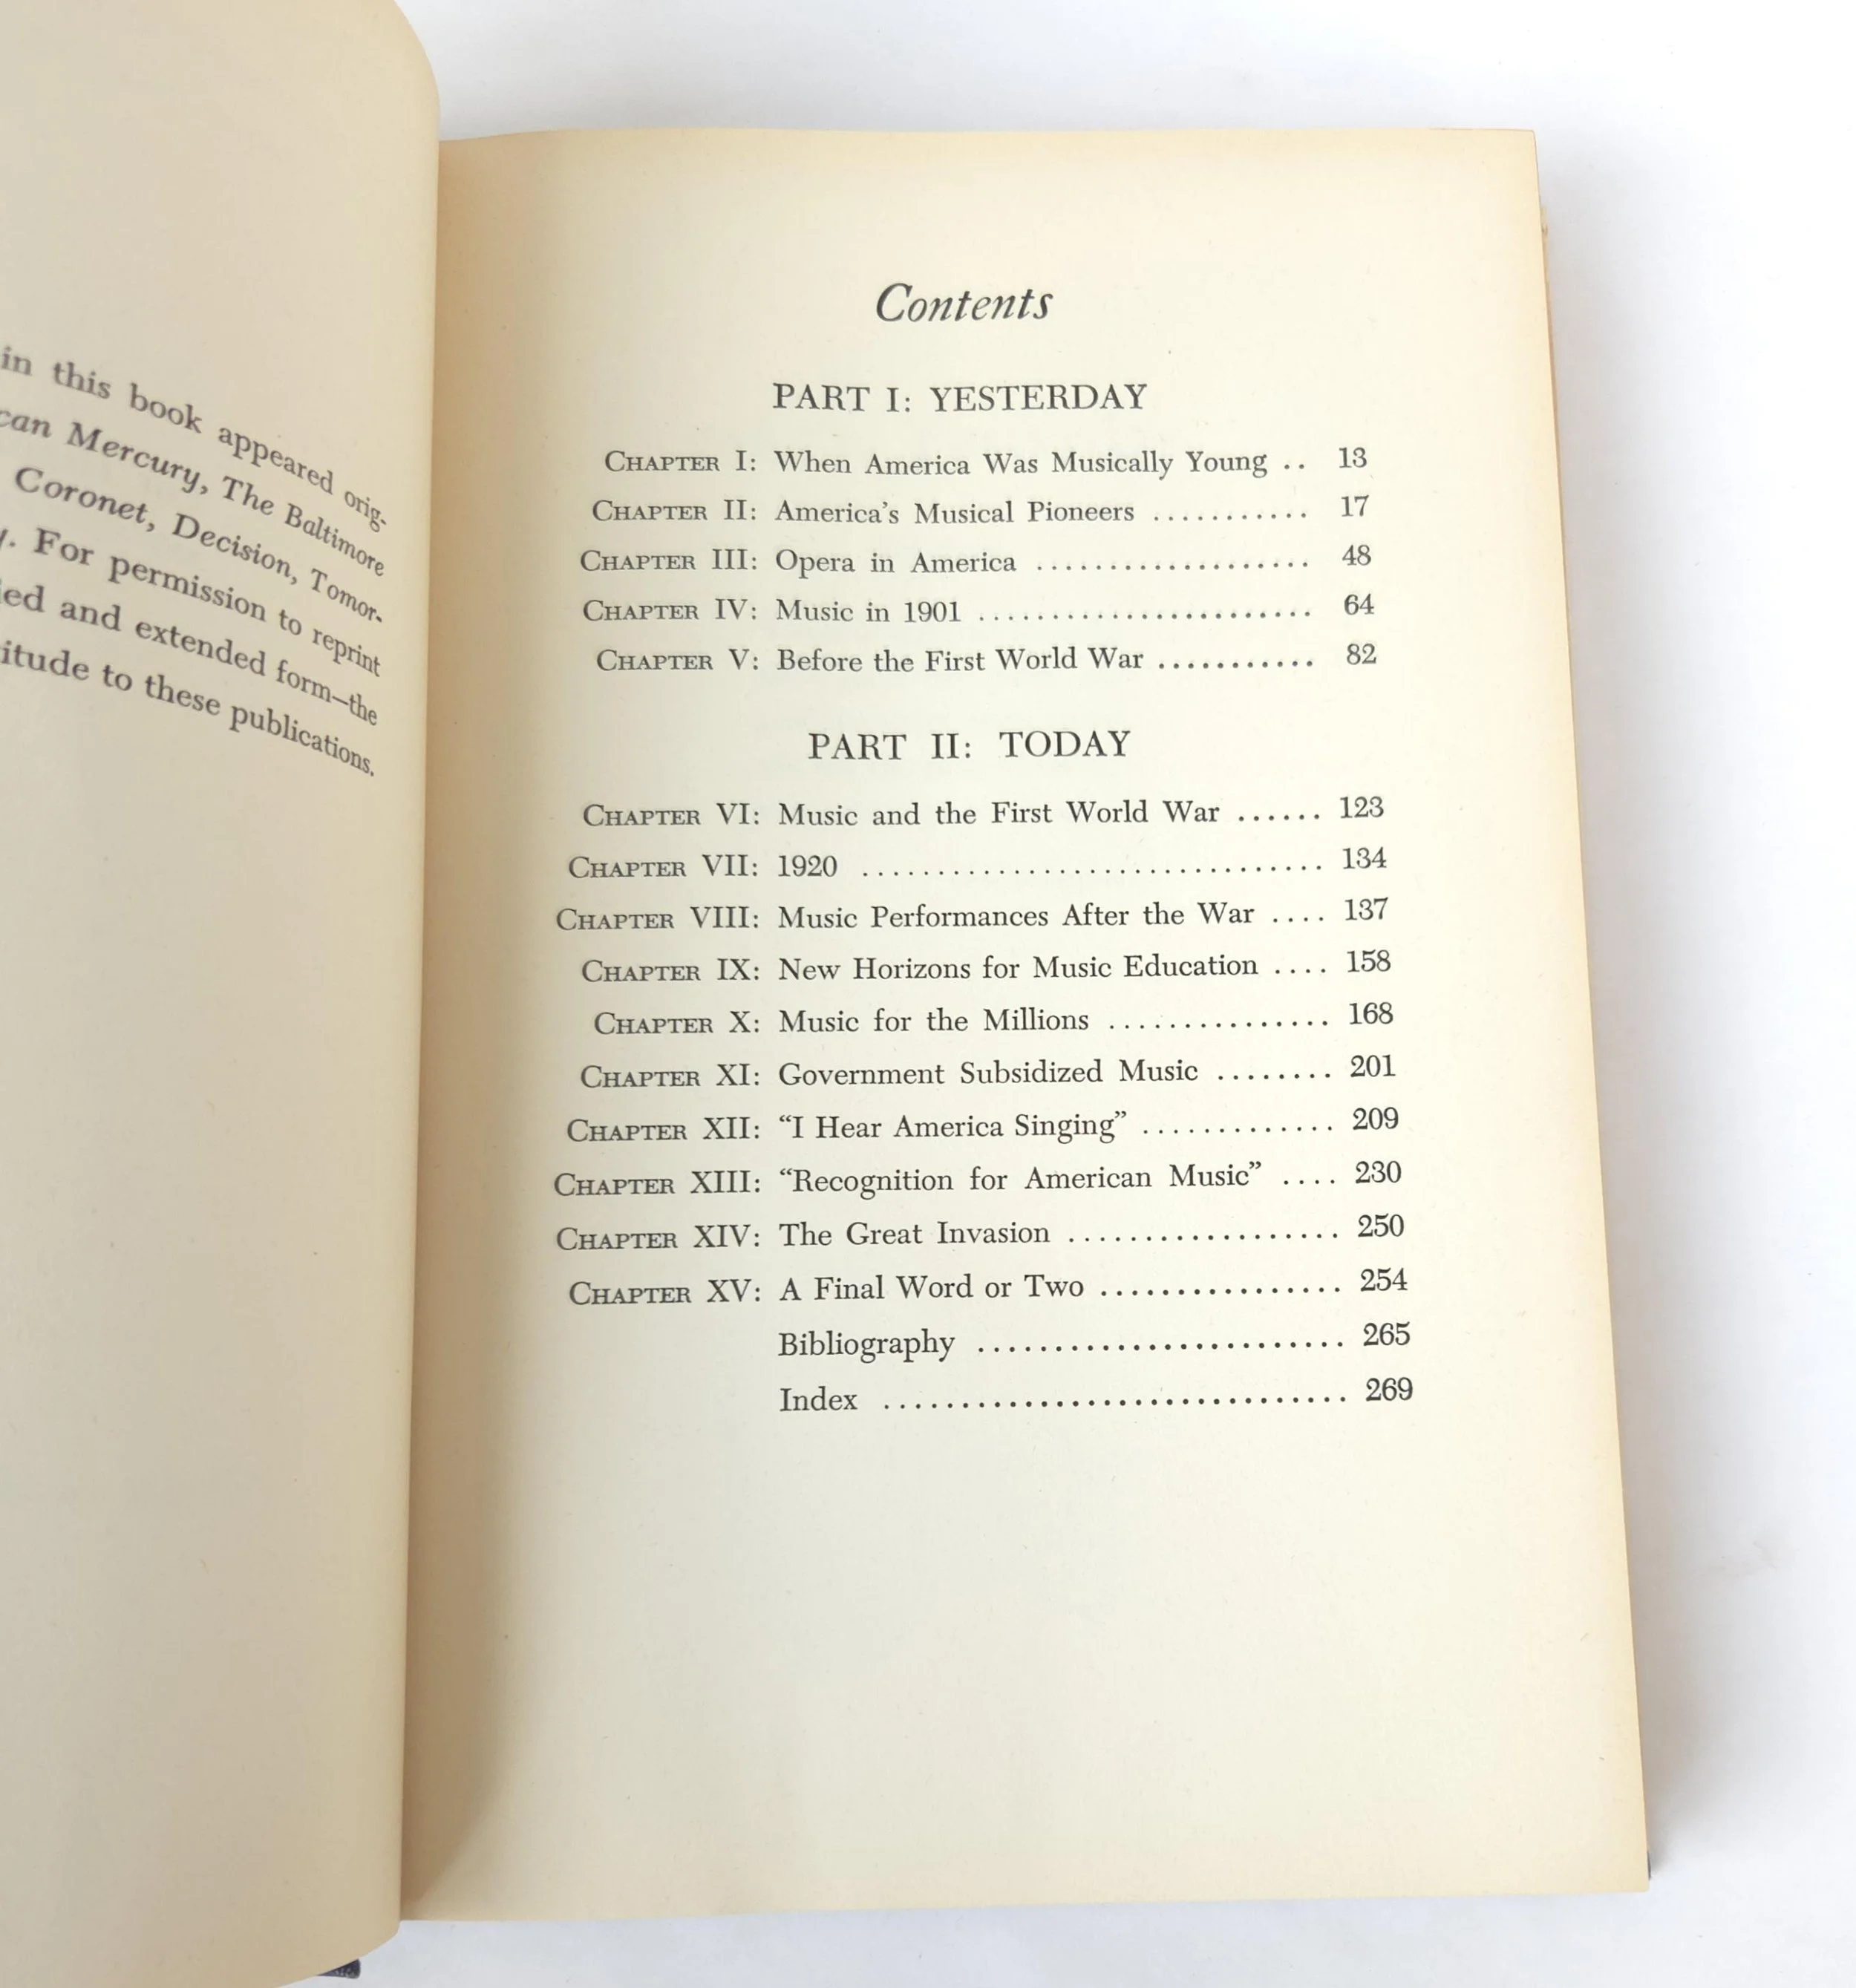 in this book appeared orig-
can Mercury, The Baltimore
Coronet, Decision, Tomor-
For permission to reprint
and extended form—the
to these publications.
Contents
PART I: YESTERDAY
CHAPTER I: When America Was Musically Young .. 13
CHAPTER II: America's Musical Pioneers ........... 17
CHAPTER III: Opera in America ................... 48
CHAPTER IV: Music in 1901 ....................... 64
CHAPTER V: Before the First World War ........... 82
PART II: TODAY
CHAPTER VI: Music and the First World War ...... 123
CHAPTER VII: 1920 ............................... 134
CHAPTER VIII: Music Performances After the War .... 137
CHAPTER IX: New Horizons for Music Education .... 158
CHAPTER X: Music for the Millions ............... 168
CHAPTER XI: Government Subsidized Music ........ 201
CHAPTER XII: “I Hear America Singing” ............. 209
CHAPTER XIII: “Recognition for American Music” .... 230
CHAPTER XIV: The Great Invasion .................. 250
CHAPTER XV: A Final Word or Two ................ 254
Bibliography ........................ 265
Index .............................. 269